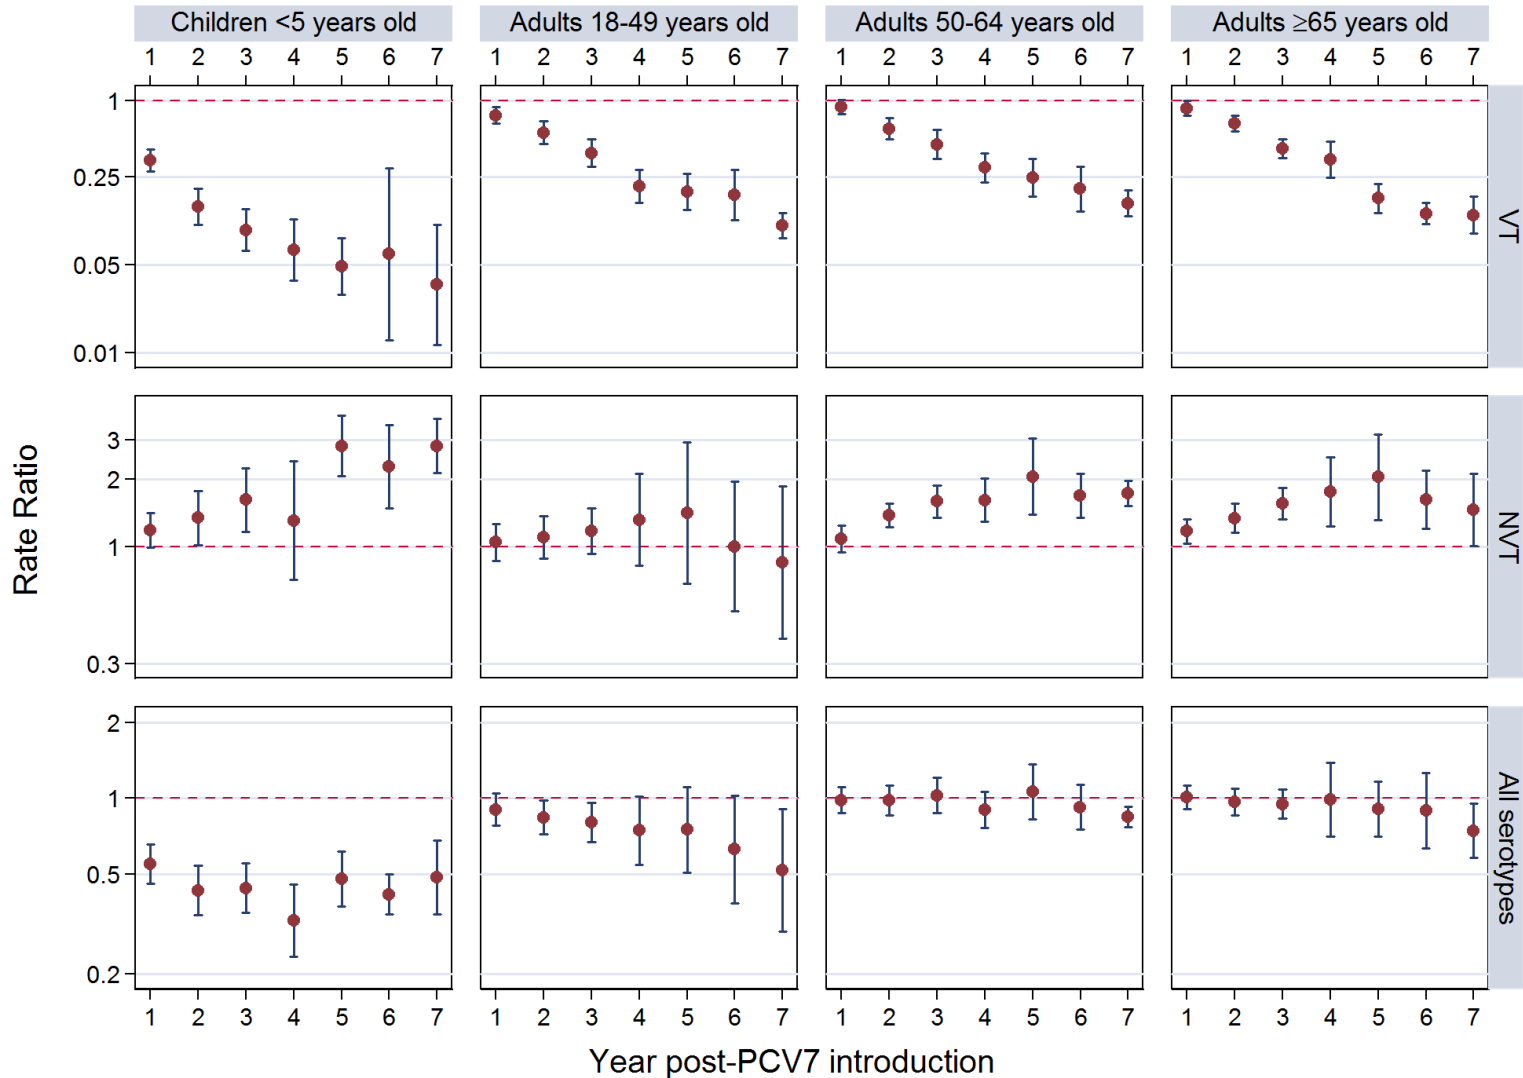 Children <5 years old Adults 18-49 years old Adults 50-64 years old Adults ≥65 years old
1 2 3 4 5 6 7 1 2 3 4 5 6 7 1 2 3 4 5 6 7 1 2 3 4 5 6 7
1
0.25
0.05
0.01
VT
3
2
1
0.3
NVT
2
1
0.5
0.2
All serotypes
Rate Ratio
1 2 3 4 5 6 7 1 2 3 4 5 6 7 1 2 3 4 5 6 7 1 2 3 4 5 6 7
Year post-PCV7 introduction